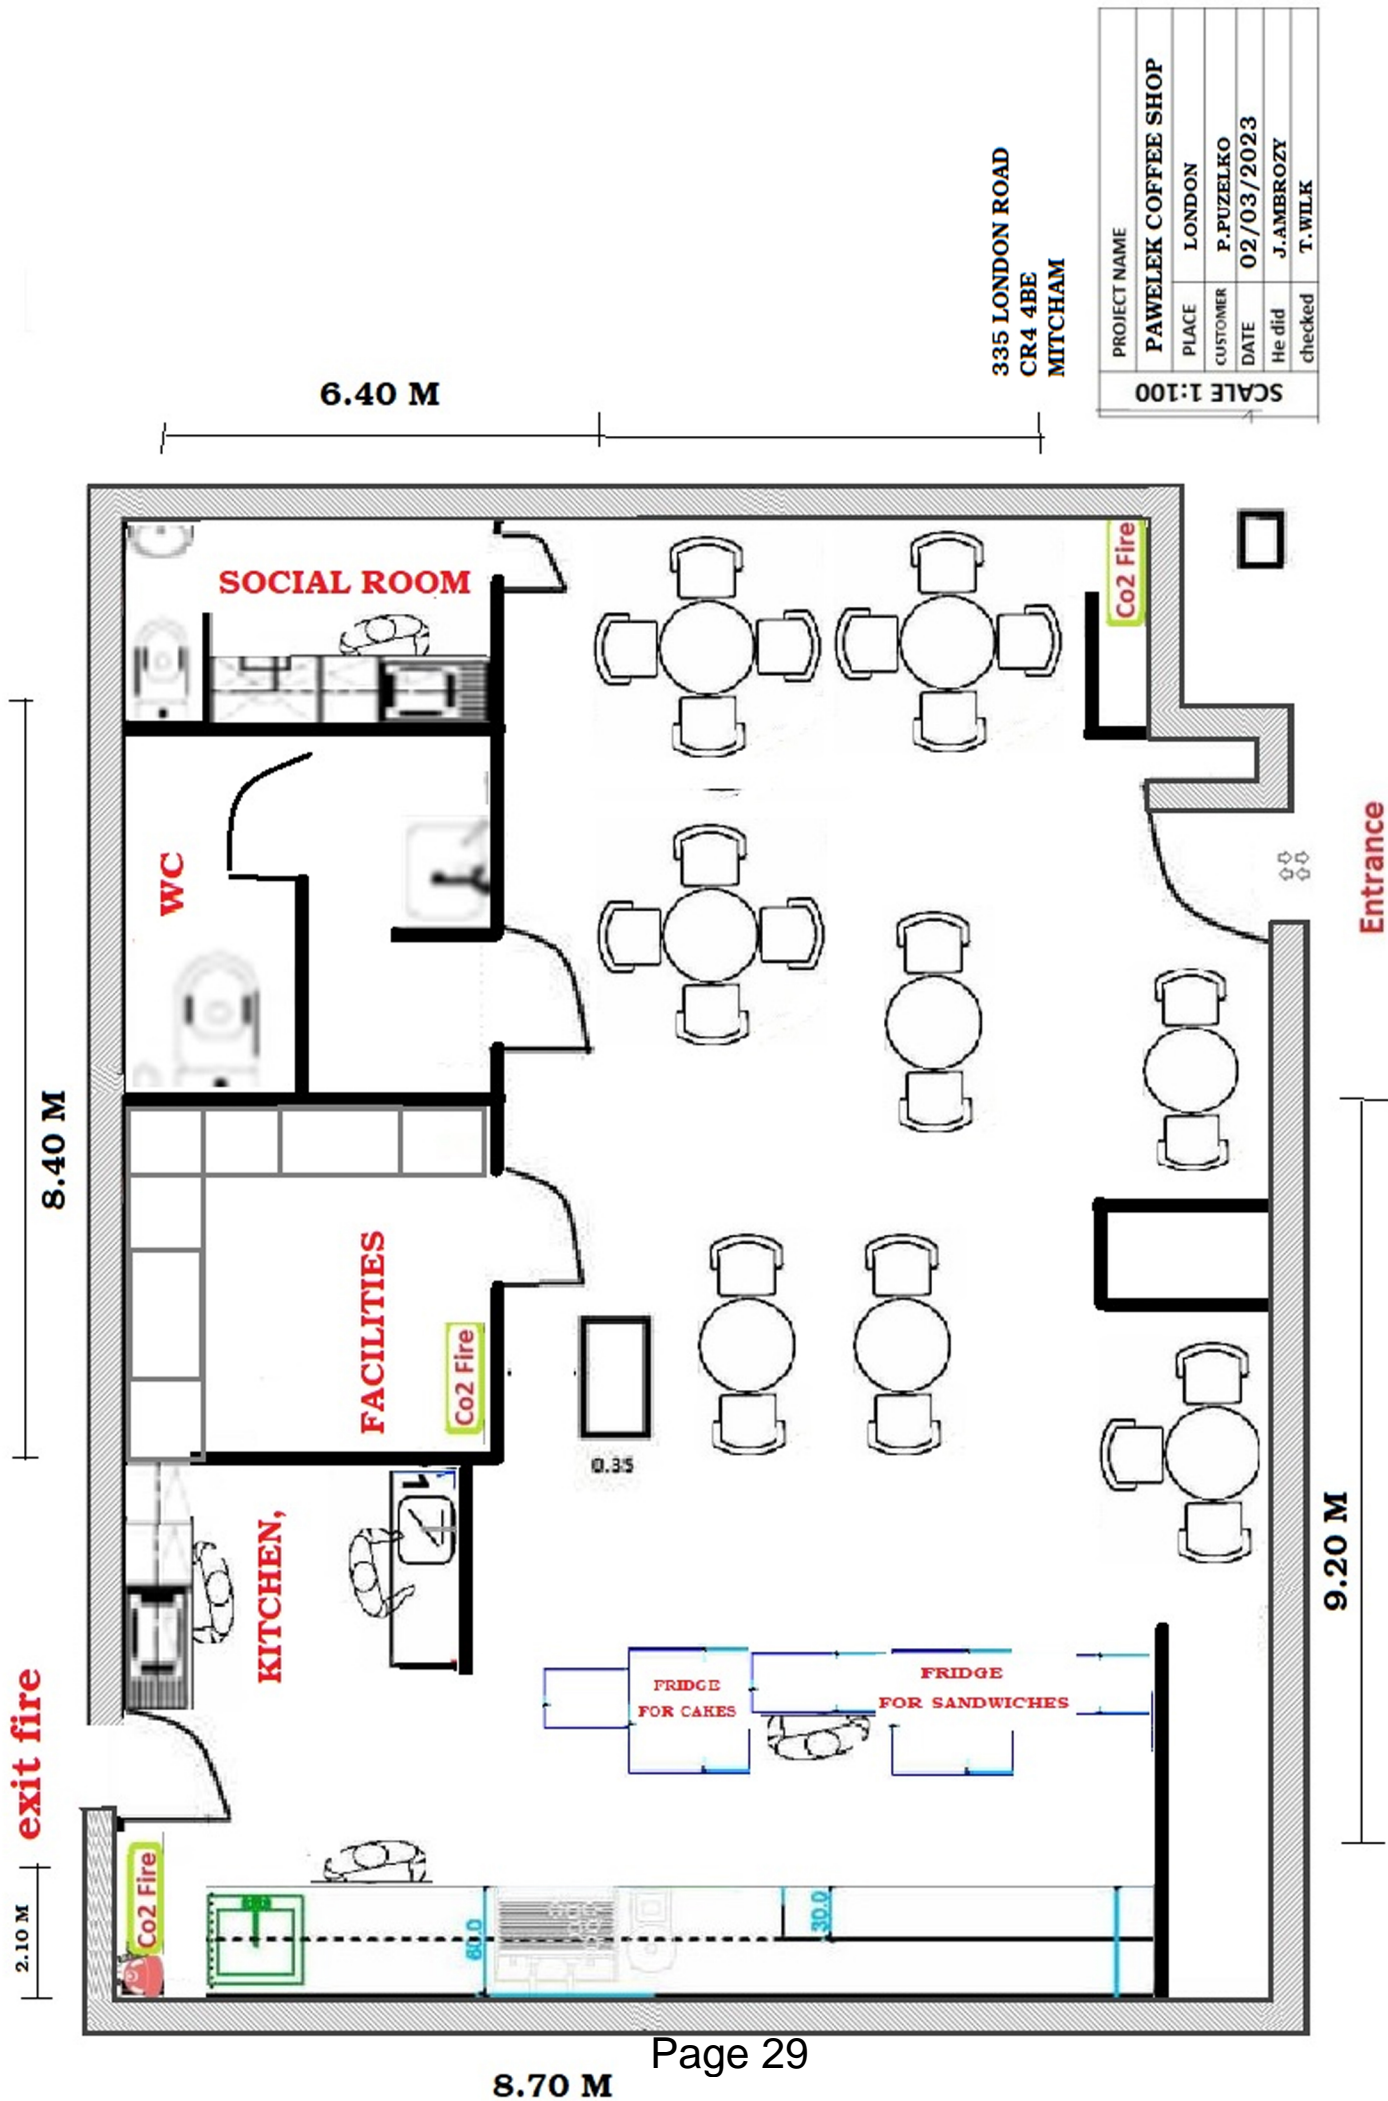 PROJECT NAME
PAWELEK COFFEE SHOP
PLACE LONDON
CUSTOMER P.PUZELKO
DATE 02/03/2023
He did J.AMBROZY
checked T.WILK
SCALE 1:100
335 LONDON ROAD
CR4 4BE
MITCHAM
6.40 M
SOCIAL ROOM
Co2 Fire
WC
Entrance
8.40 M
FACILITIES
Co2 Fire
0.35
1
KITCHEN,
9.20 M
exit fire
FRIDGE
FOR CAKES
FRIDGE
FOR SANDWICHES
Co2 Fire
2.10 M
60.0
30.0
Page 29
8.70 M